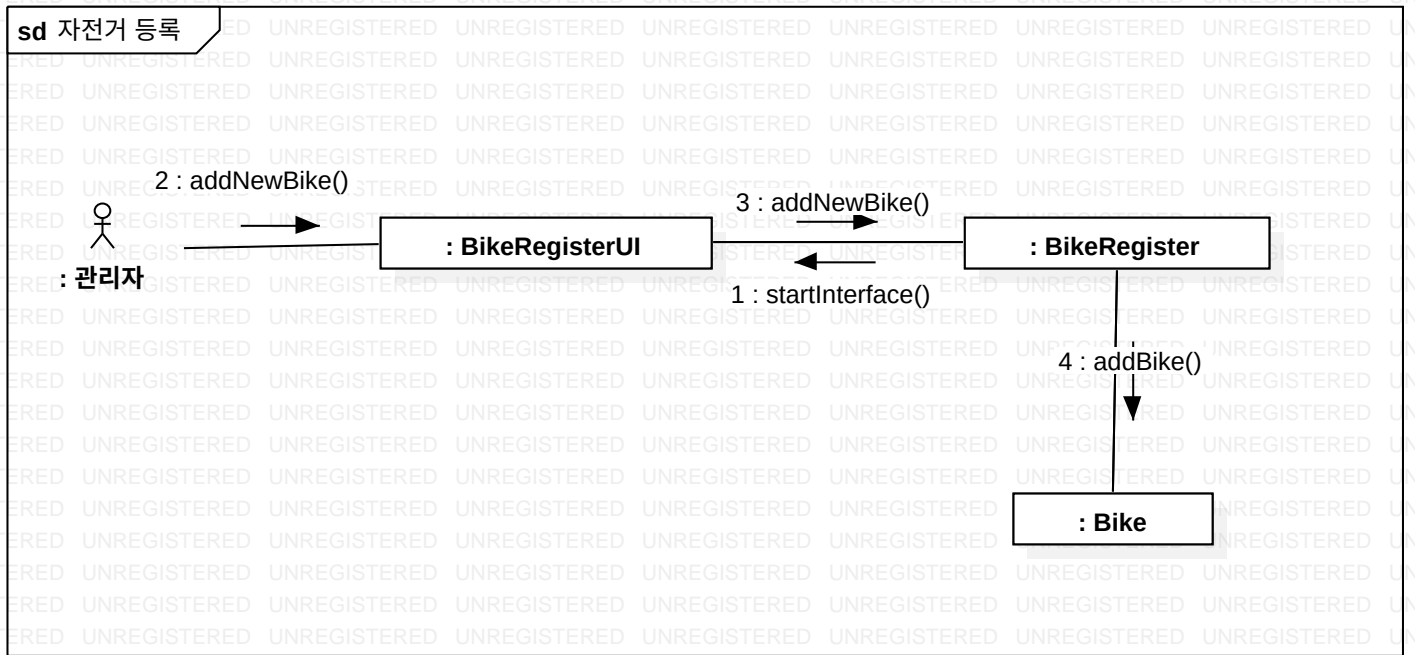 sd 자전거 등록
2 : addNewBike()
3 : addNewBike()
: BikeRegisterUI
: BikeRegister
: 관리자
1 : startInterface()
4 : addBike()
: Bike
UNREGISTERED